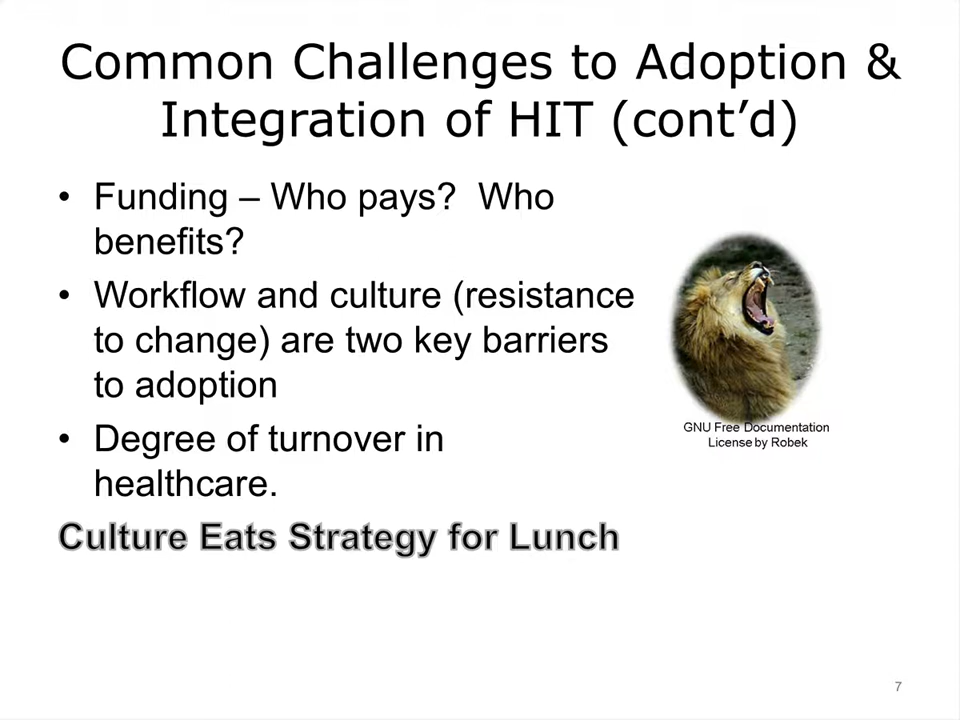 Common Challenges to Adoption &
Integration of HIT (cont’d)
• Funding – Who pays?  Who
benefits?
• Workflow and culture (resistance
to change) are two key barriers
to adoption
• Degree of turnover in
healthcare.
Culture Eats Strategy for Lunch
GNU Free Documentation
License by Robek
7